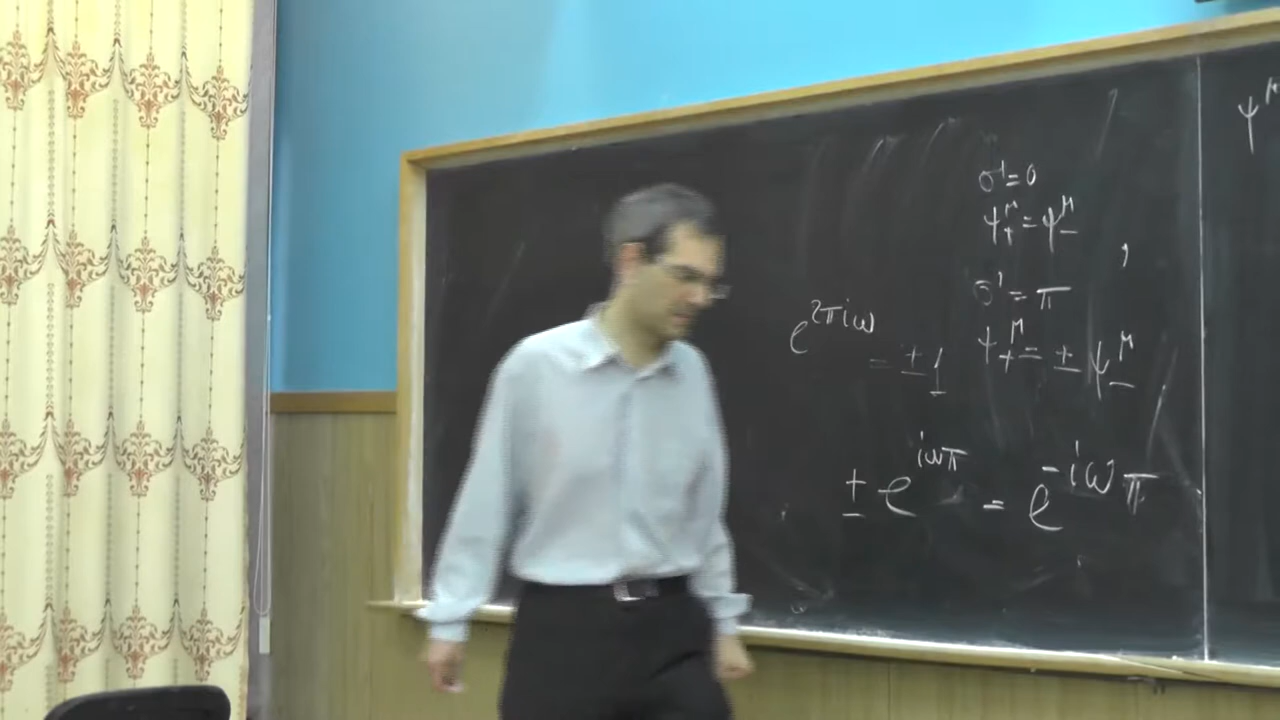 σ¹=0
ψ₊^μ = ψ₋^μ ,
σ¹ = π
ψ₊^μ = ± ψ₋^μ
e^{2πiω} = ±1
± e^{iωπ} = e^{-iωπ}
ψ^μ